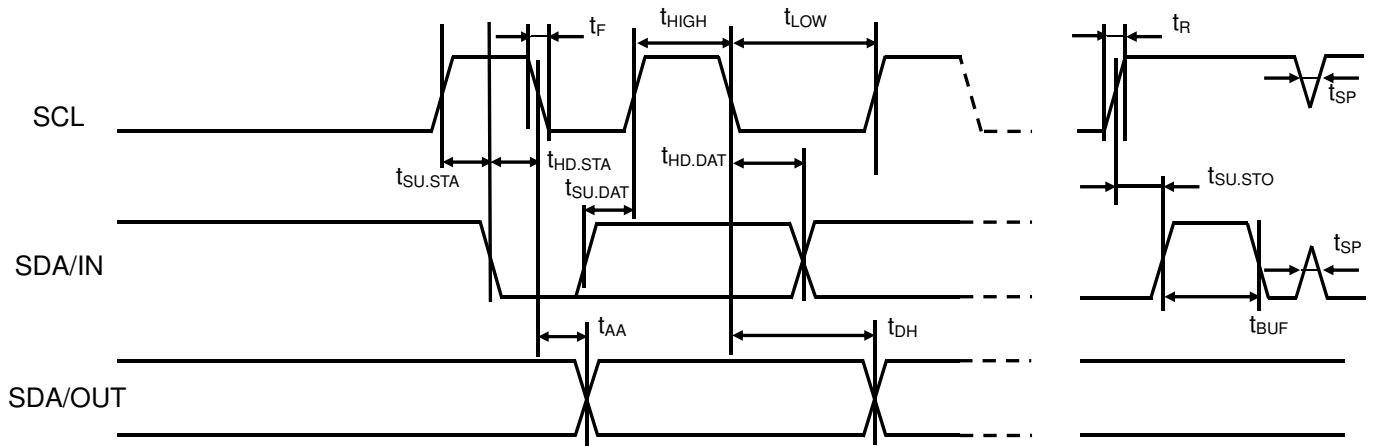 tF
tHIGH
tLOW
tR
SCL
tSP
tSU.STA
tHD.STA
tSU.DAT
tHD.DAT
tSU.STO
SDA/IN
tSP
tBUF
tAA
tDH
SDA/OUT